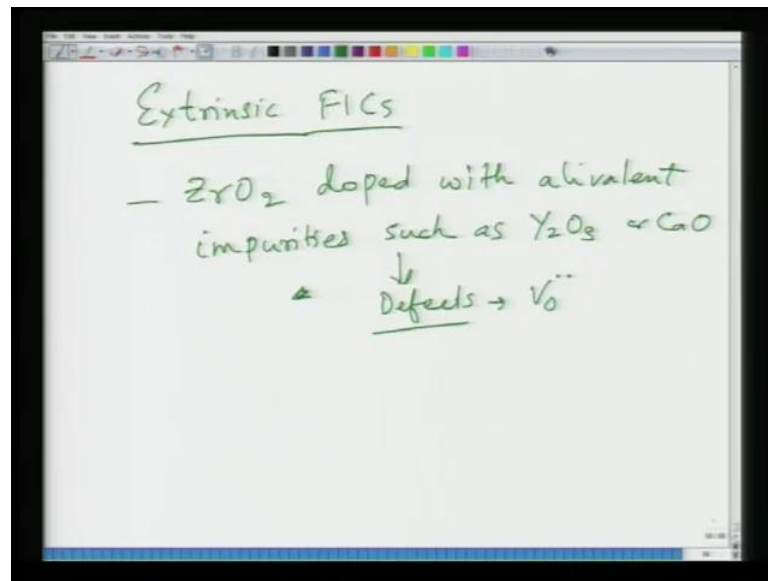 Extrinsic FICs
— ZrO2 doped with alivalent
impurities such as Y2O3 or CaO
↓
Defects → VO¨